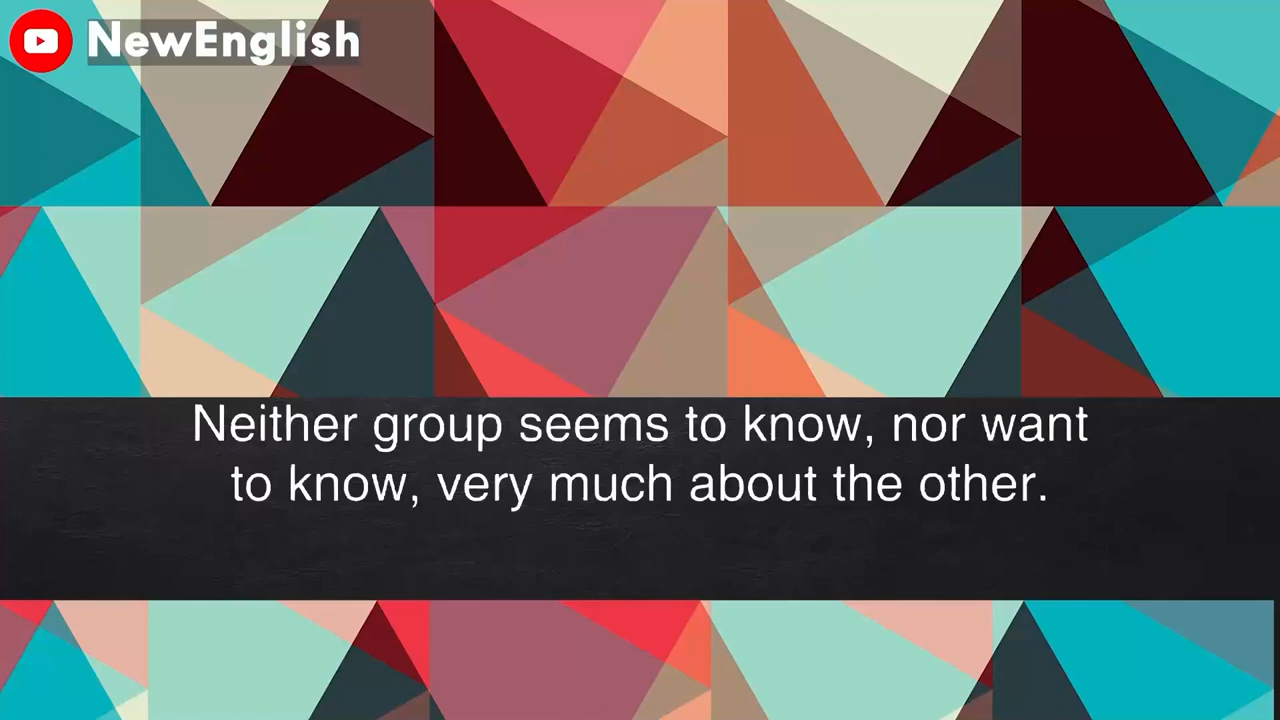 NewEnglish
Neither group seems to know, nor want
to know, very much about the other.